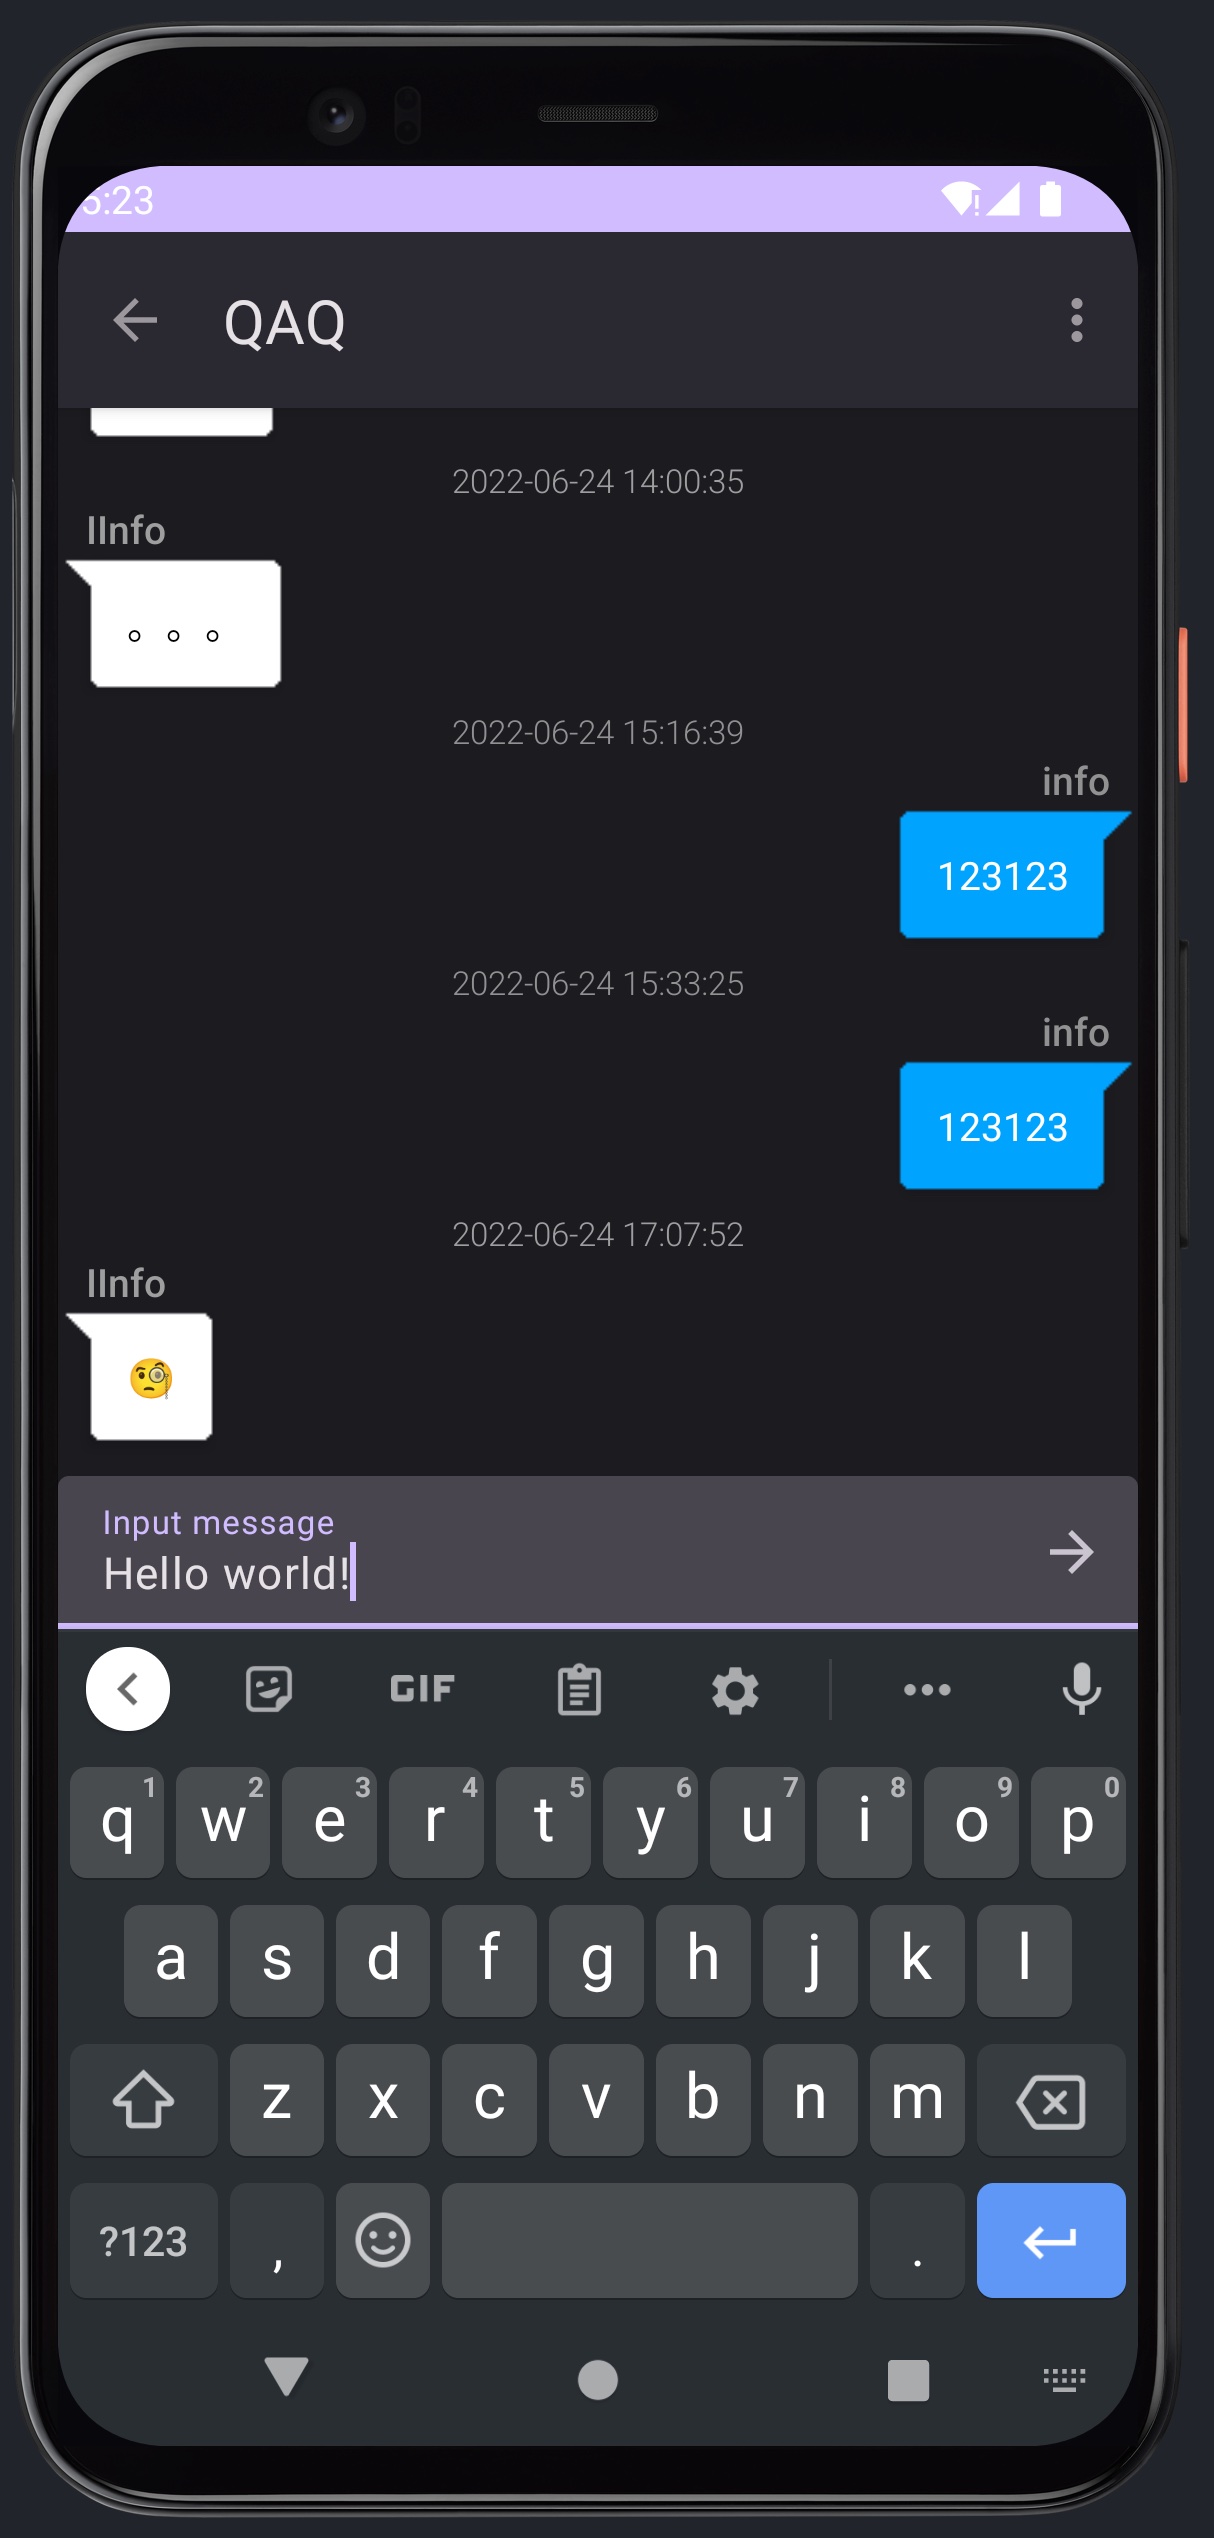 5:23
QAQ
2022-06-24 14:00:35
IInfo
。。。
2022-06-24 15:16:39
info
123123
2022-06-24 15:33:25
info
123123
2022-06-24 17:07:52
IInfo
🧐
Input message
Hello world!
GIF
1 2 3 4 5 6 7 8 9 0
q w e r t y u i o p
a s d f g h j k l
z x c v b n m
?123 , .